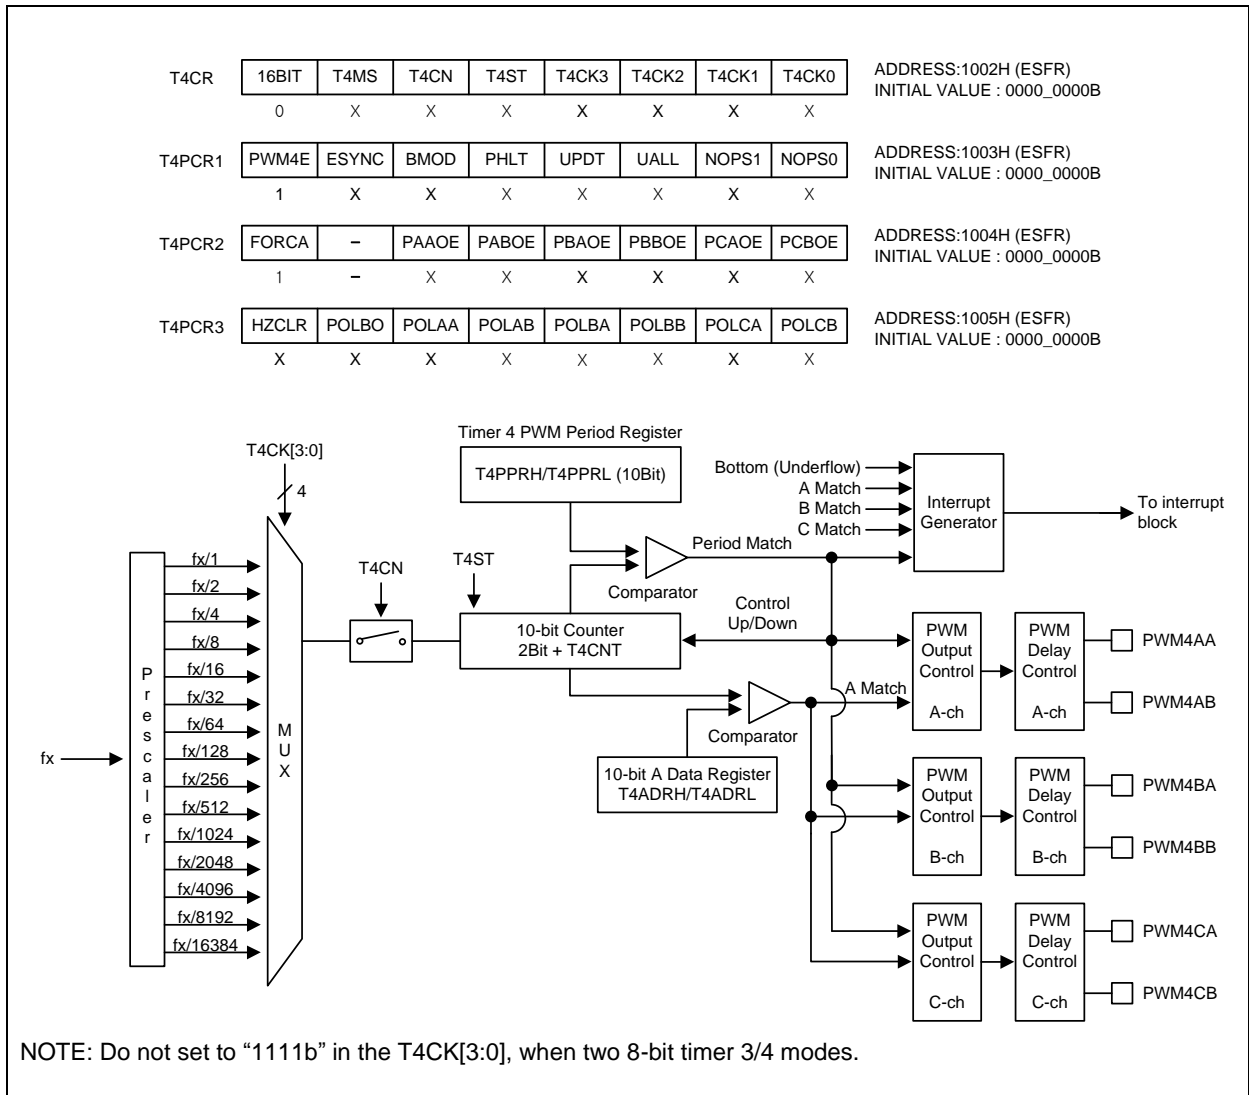 T4CR 16BIT T4MS T4CN T4ST T4CK3 T4CK2 T4CK1 T4CK0 ADDRESS:1002H (ESFR)
INITIAL VALUE : 0000_0000B
0 X X X X X X X
T4PCR1 PWM4E ESYNC BMOD PHLT UPDT UALL NOPS1 NOPS0 ADDRESS:1003H (ESFR)
INITIAL VALUE : 0000_0000B
1 X X X X X X X
T4PCR2 FORCA – PAAOE PABOE PBAOE PBBOE PCAOE PCBOE ADDRESS:1004H (ESFR)
INITIAL VALUE : 0000_0000B
1 – X X X X X X
T4PCR3 HZCLR POLBO POLAA POLAB POLBA POLBB POLCA POLCB ADDRESS:1005H (ESFR)
INITIAL VALUE : 0000_0000B
X X X X X X X X
T4CK[3:0]
4
Prescaler
fx
fx/1
fx/2
fx/4
fx/8
fx/16
fx/32
fx/64
fx/128
fx/256
fx/512
fx/1024
fx/2048
fx/4096
fx/8192
fx/16384
MUX
T4CN
T4ST
Timer 4 PWM Period Register
T4PPRH/T4PPRL (10Bit)
Comparator
Period Match
10-bit Counter
2Bit + T4CNT
Control
Up/Down
Comparator
A Match
10-bit A Data Register
T4ADRH/T4ADRL
Bottom (Underflow)
A Match
B Match
C Match
Interrupt
Generator
To interrupt
block
PWM
Output
Control
A-ch
PWM
Delay
Control
A-ch
PWM4AA
PWM4AB
PWM
Output
Control
B-ch
PWM
Delay
Control
B-ch
PWM4BA
PWM4BB
PWM
Output
Control
C-ch
PWM
Delay
Control
C-ch
PWM4CA
PWM4CB
NOTE: Do not set to “1111b” in the T4CK[3:0], when two 8-bit timer 3/4 modes.